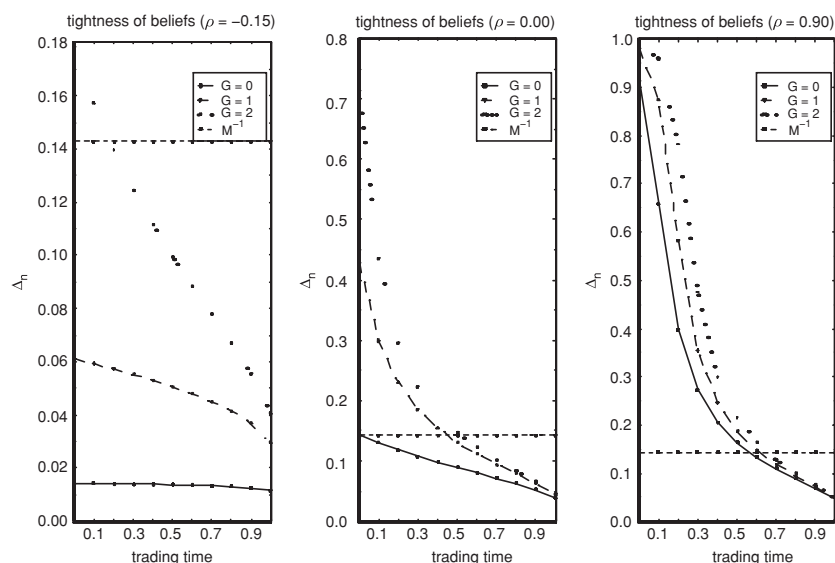 tightness of beliefs (ρ = −0.15)
0.18
0.16
0.14
0.12
0.10
0.08
0.06
0.04
0.02
0.00
Δn
G = 0
G = 1
G = 2
M⁻¹
0.1 0.3 0.5 0.7 0.9
trading time
tightness of beliefs (ρ = 0.00)
0.8
0.7
0.6
0.5
0.4
0.3
0.2
0.1
0.0
Δn
G = 0
G = 1
G = 2
M⁻¹
0.1 0.3 0.5 0.7 0.9
trading time
tightness of beliefs (ρ = 0.90)
1.0
0.9
0.8
0.7
0.6
0.5
0.4
0.3
0.2
0.1
0.0
Δn
G = 0
G = 1
G = 2
M⁻¹
0.1 0.3 0.5 0.7 0.9
trading time